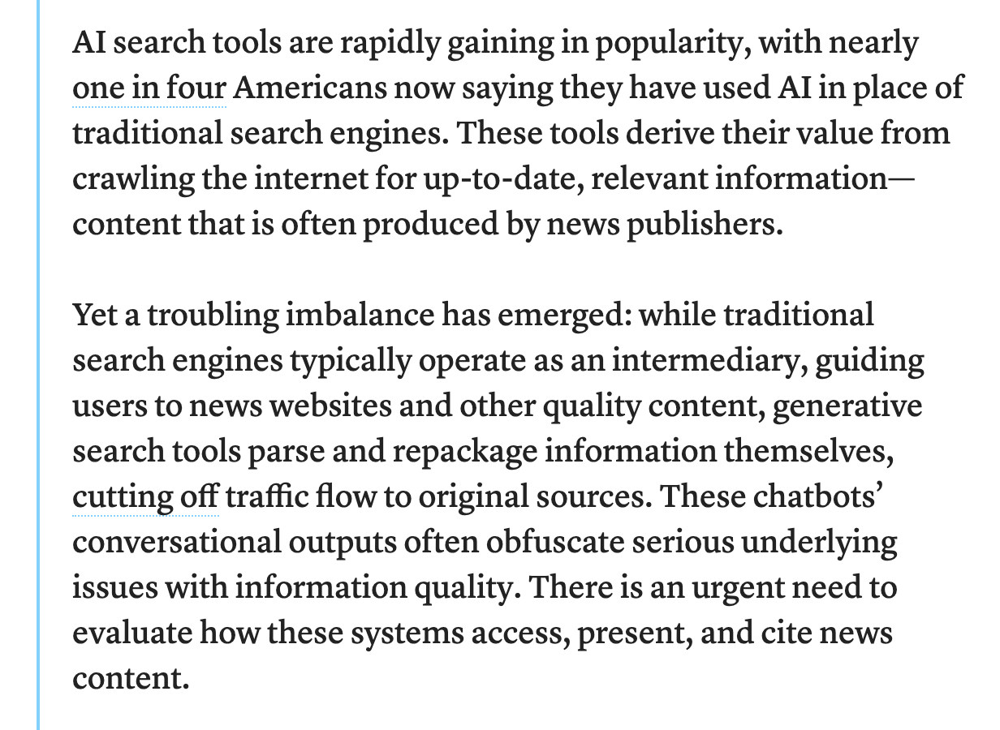 AI search tools are rapidly gaining in popularity, with nearly
one in four Americans now saying they have used AI in place of
traditional search engines. These tools derive their value from
crawling the internet for up-to-date, relevant information—
content that is often produced by news publishers.
Yet a troubling imbalance has emerged: while traditional
search engines typically operate as an intermediary, guiding
users to news websites and other quality content, generative
search tools parse and repackage information themselves,
cutting off traffic flow to original sources. These chatbots’
conversational outputs often obfuscate serious underlying
issues with information quality. There is an urgent need to
evaluate how these systems access, present, and cite news
content.